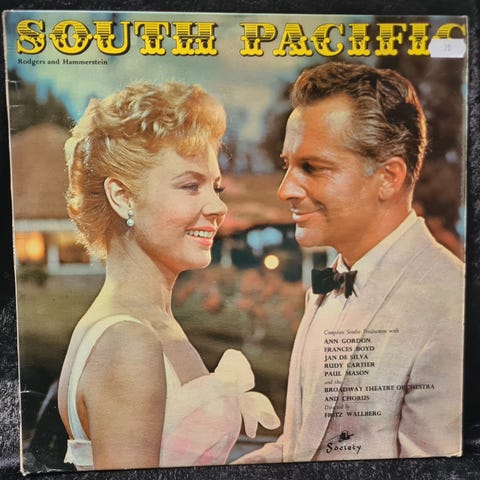 SOUTH PACIFIC
Rodgers and Hammerstein
Complete Studio Production with
ANN GORDON
FRANCES BOYD
JAN DE SILVA
RUDY CARTIER
PAUL MASON
and the
BROADWAY THEATRE ORCHESTRA
AND CHORUS
Directed by
FRITZ WALLBERG
Society